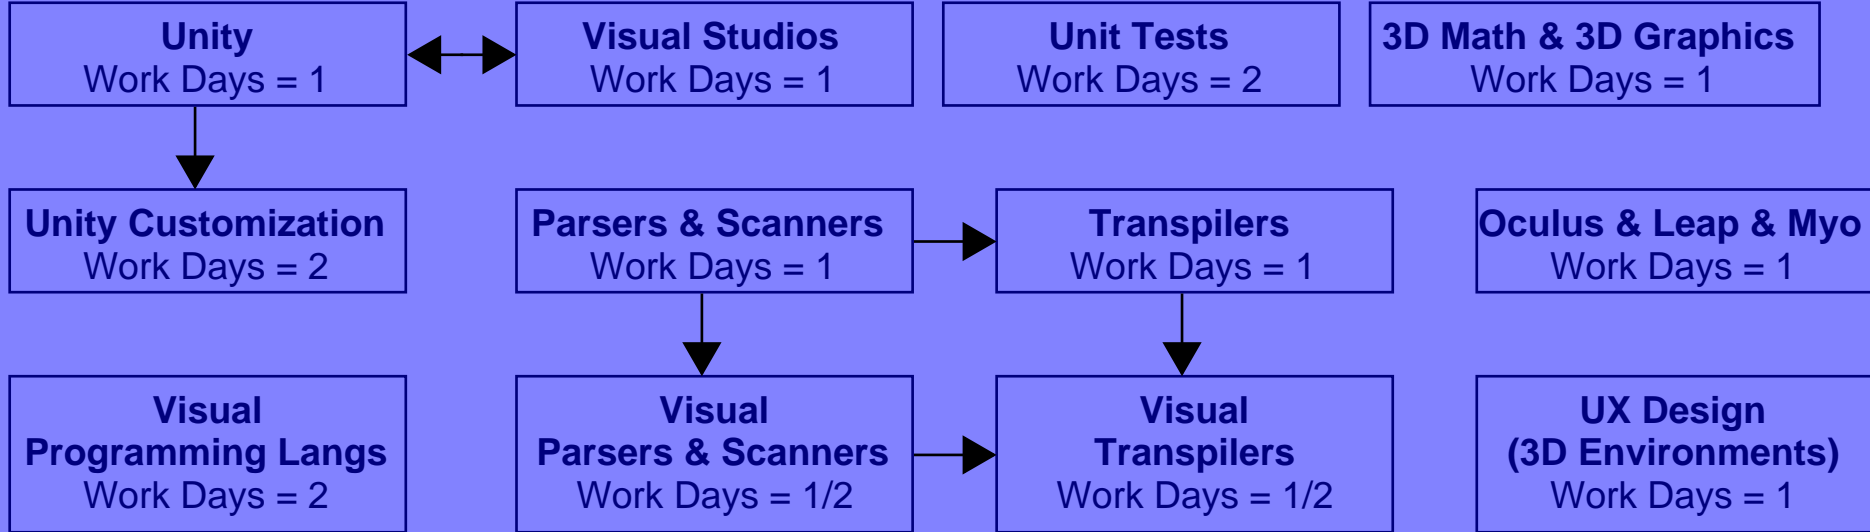 Unity
Work Days = 1
Visual Studios
Work Days = 1
Unit Tests
Work Days = 2
3D Math & 3D Graphics
Work Days = 1
Unity Customization
Work Days = 2
Parsers & Scanners
Work Days = 1
Transpilers
Work Days = 1
Oculus & Leap & Myo
Work Days = 1
Visual
Programming Langs
Work Days = 2
Visual
Parsers & Scanners
Work Days = 1/2
Visual
Transpilers
Work Days = 1/2
UX Design
(3D Environments)
Work Days = 1